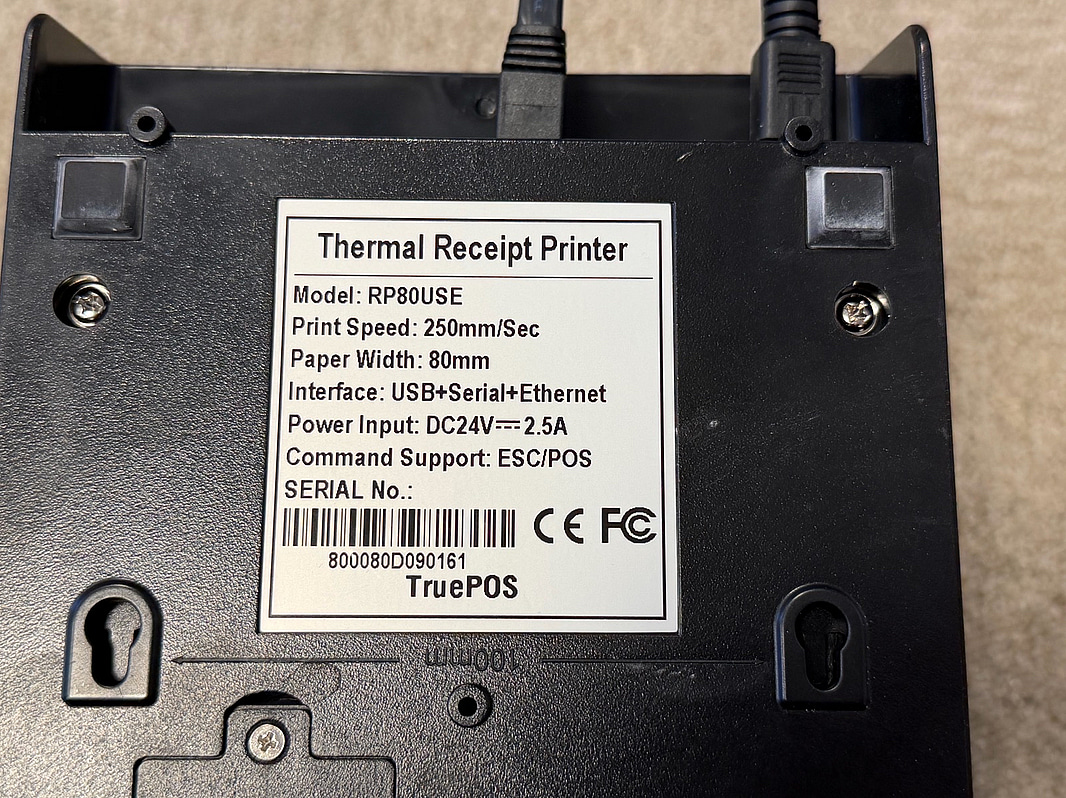 Thermal Receipt Printer
Model: RP80USE
Print Speed: 250mm/Sec
Paper Width: 80mm
Interface: USB+Serial+Ethernet
Power Input: DC24V⎓2.5A
Command Support: ESC/POS
SERIAL No.:
CE FC
800080D090161
TruePOS
100mm